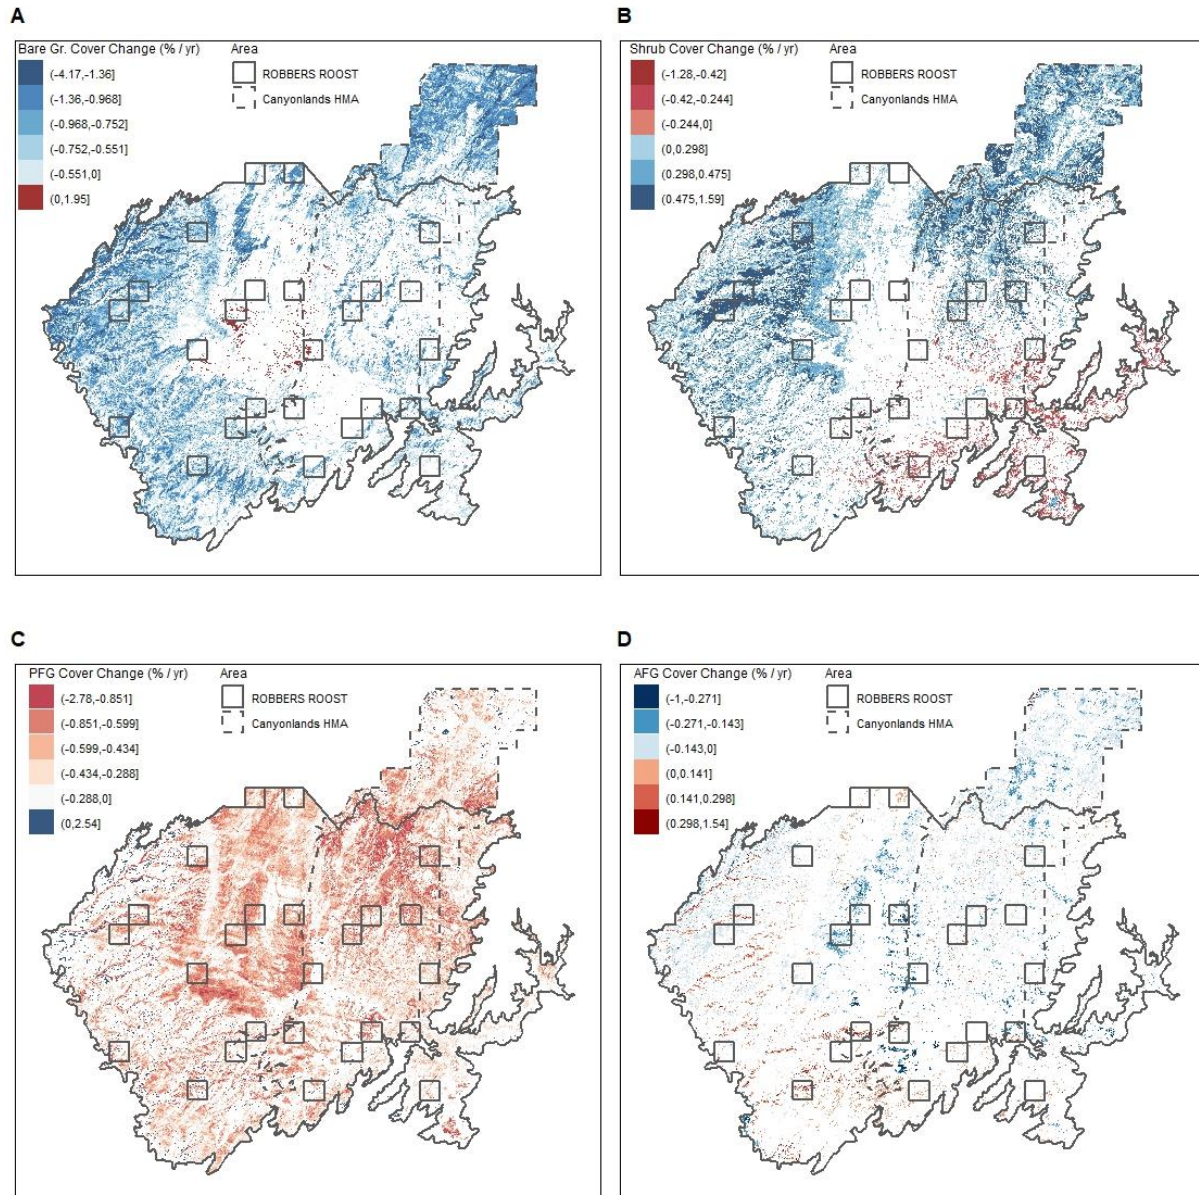 A
Bare Gr. Cover Change (% / yr)
Area
(-4.17,-1.36]
(-1.36,-0.968]
(-0.968,-0.752]
(-0.752,-0.551]
(-0.551,0]
(0,1.95]
ROBBERS ROOST
Canyonlands HMA
B
Shrub Cover Change (% / yr)
Area
(-1.28,-0.42]
(-0.42,-0.244]
(-0.244,0]
(0,0.298]
(0.298,0.475]
(0.475,1.59]
ROBBERS ROOST
Canyonlands HMA
C
PFG Cover Change (% / yr)
Area
(-2.78,-0.851]
(-0.851,-0.599]
(-0.599,-0.434]
(-0.434,-0.288]
(-0.288,0]
(0,2.54]
ROBBERS ROOST
Canyonlands HMA
D
AFG Cover Change (% / yr)
Area
(-1,-0.271]
(-0.271,-0.143]
(-0.143,0]
(0,0.141]
(0.141,0.298]
(0.298,1.54]
ROBBERS ROOST
Canyonlands HMA